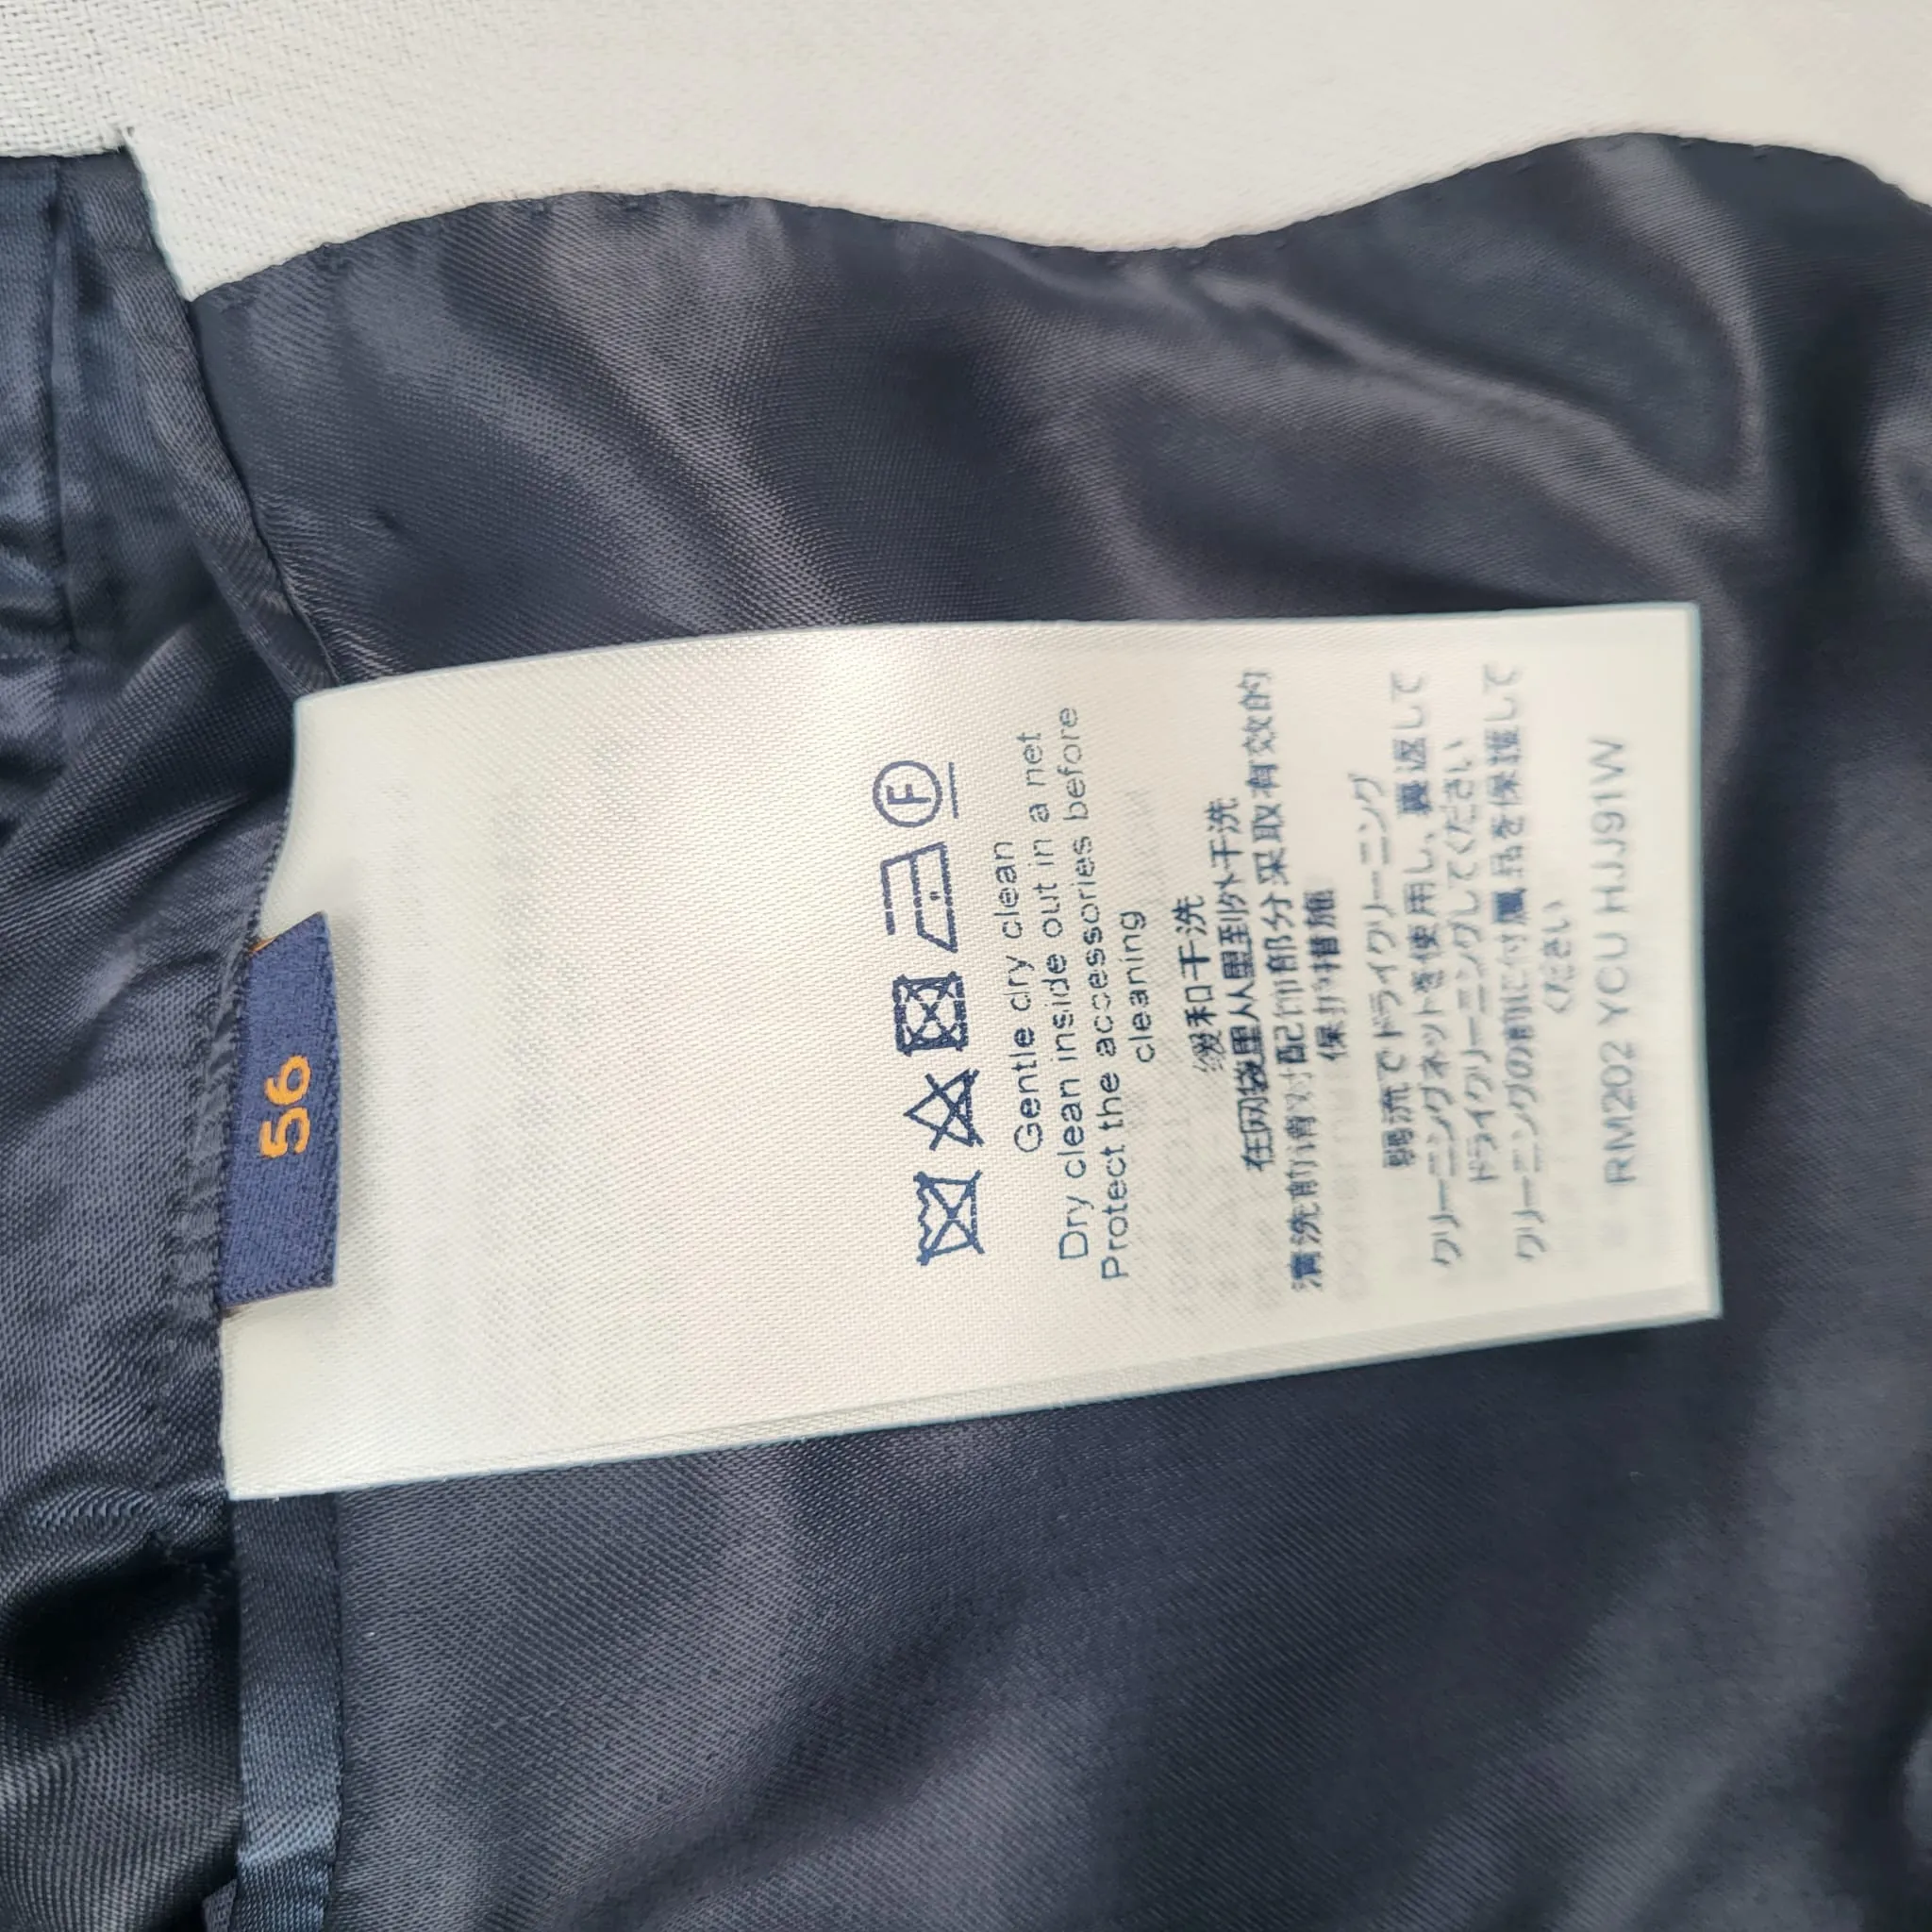 56
F
Gentle dry clean
Dry clean inside out in a net
Protect the accessories before
cleaning
缓和干洗
在网袋里从里到外干洗
清洗前请对配件部分采取有效的
保护措施
弱流でドライクリーニング
クリーニングネットを使用し、裏返して
ドライクリーニングしてください
クリーニングの前に付属品を保護して
ください
RM202 YCU HJJ91W